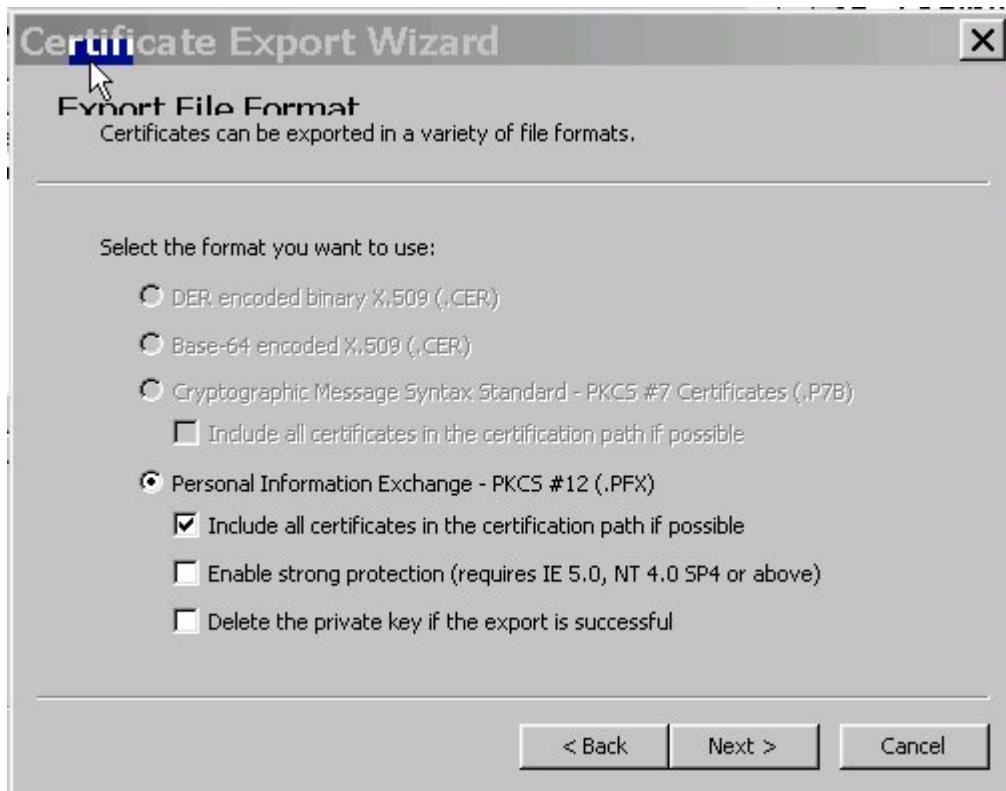 Certificate Export Wizard
Export File Format
Certificates can be exported in a variety of file formats.
Select the format you want to use:
DER encoded binary X.509 (.CER)
Base-64 encoded X.509 (.CER)
Cryptographic Message Syntax Standard - PKCS #7 Certificates (.P7B)
Include all certificates in the certification path if possible
Personal Information Exchange - PKCS #12 (.PFX)
Include all certificates in the certification path if possible
Enable strong protection (requires IE 5.0, NT 4.0 SP4 or above)
Delete the private key if the export is successful
< Back Next > Cancel